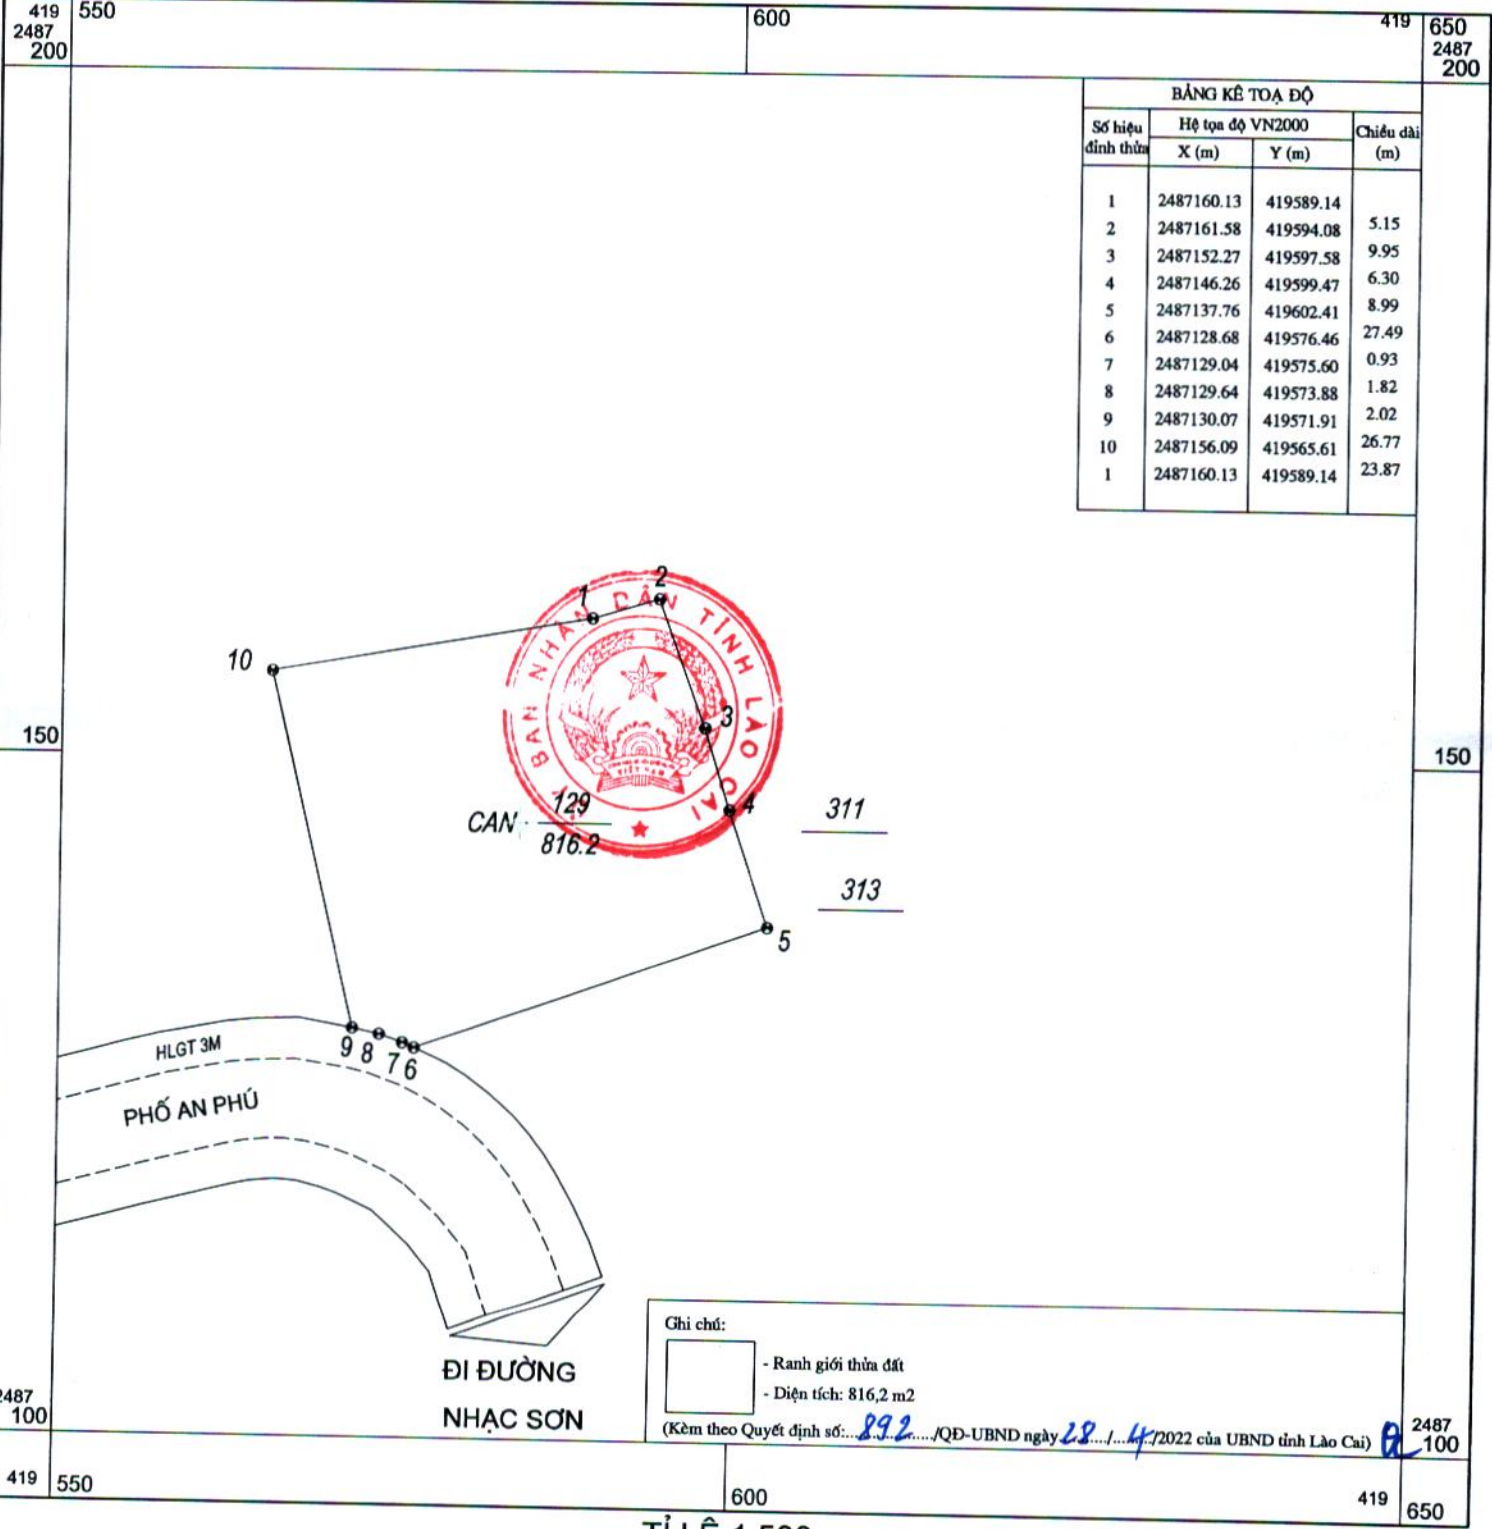 419 550 600 419 650
2487 2487
200 200
BẢNG KÊ TOẠ ĐỘ
Số hiệu đỉnh thửa Hệ tọa độ VN2000 Chiều dài (m)
X (m) Y (m)
1 2487160.13 419589.14
5.15
2 2487161.58 419594.08
9.95
3 2487152.27 419597.58
6.30
4 2487146.26 419599.47
8.99
5 2487137.76 419602.41
27.49
6 2487128.68 419576.46
0.93
7 2487129.04 419575.60
1.82
8 2487129.64 419573.88
2.02
9 2487130.07 419571.91
26.77
10 2487156.09 419565.61
23.87
1 2487160.13 419589.14
BAN NHÂN DÂN TỈNH LÀO CAI
VIỆT NAM
1
2
10
3
150 150
4
CAN 129
816.2
311
313
5
9 8 7 6
HLGT 3M
PHỐ AN PHÚ
ĐI ĐƯỜNG
NHẠC SƠN
Ghi chú:
- Ranh giới thửa đất
- Diện tích: 816,2 m2
(Kèm theo Quyết định số:...892.../QĐ-UBND ngày 28.../...4./2022 của UBND tỉnh Lào Cai)
2487 2487
100 100
419 550 600 419 650